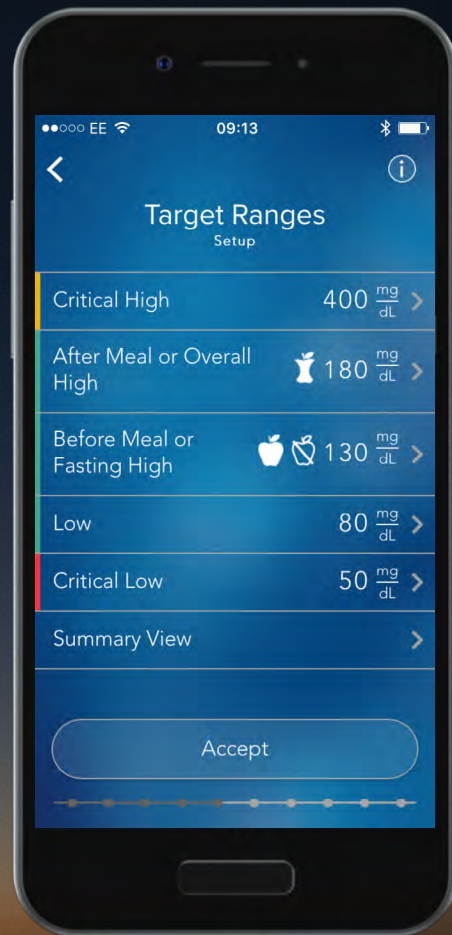 EE 09:13
Target Ranges
Setup
Critical High 400 mg/dL
After Meal or Overall
High 180 mg/dL
Before Meal or
Fasting High 130 mg/dL
Low 80 mg/dL
Critical Low 50 mg/dL
Summary View
Accept